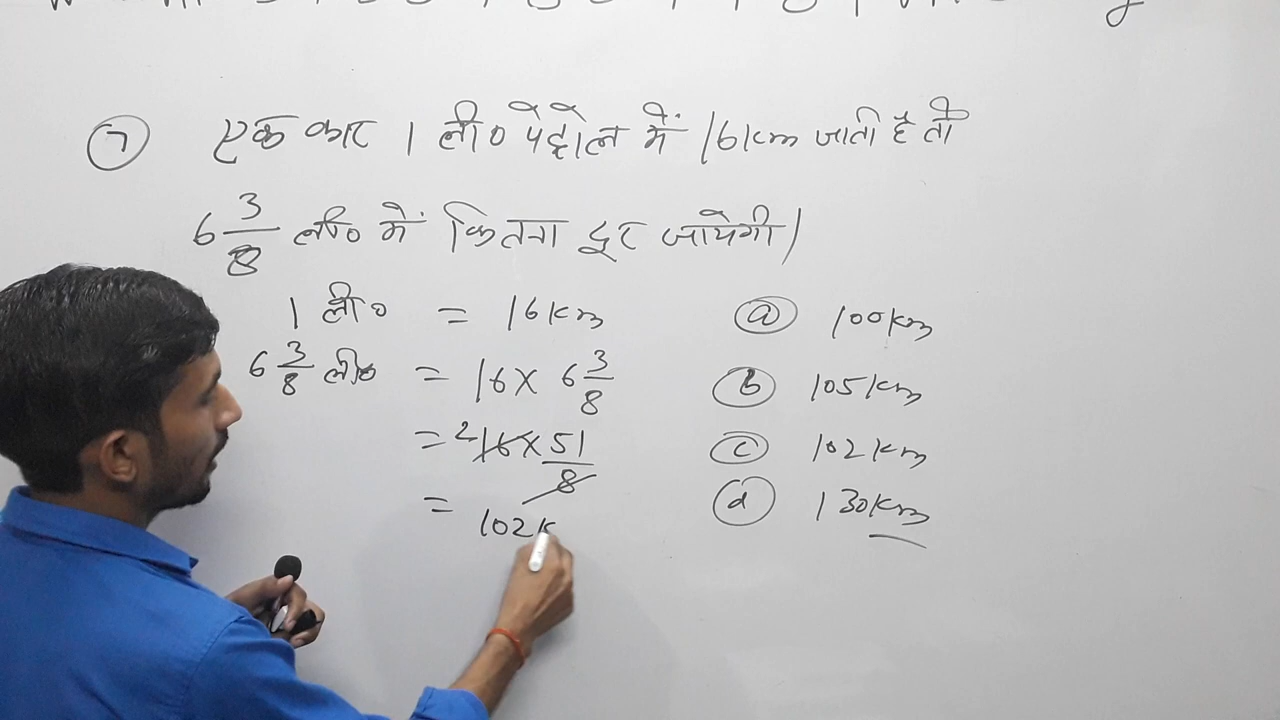 7 एक कार 1 ली० पेट्रोल में 16km जाती है तो
6 3/8 ली० में कितना दूर जायेगी।
1 ली० = 16km
6 3/8 ली० = 16 x 6 3/8
= 2 16 x 51/8
= 102 k
a 100km
b 105km
c 102km
d 130km